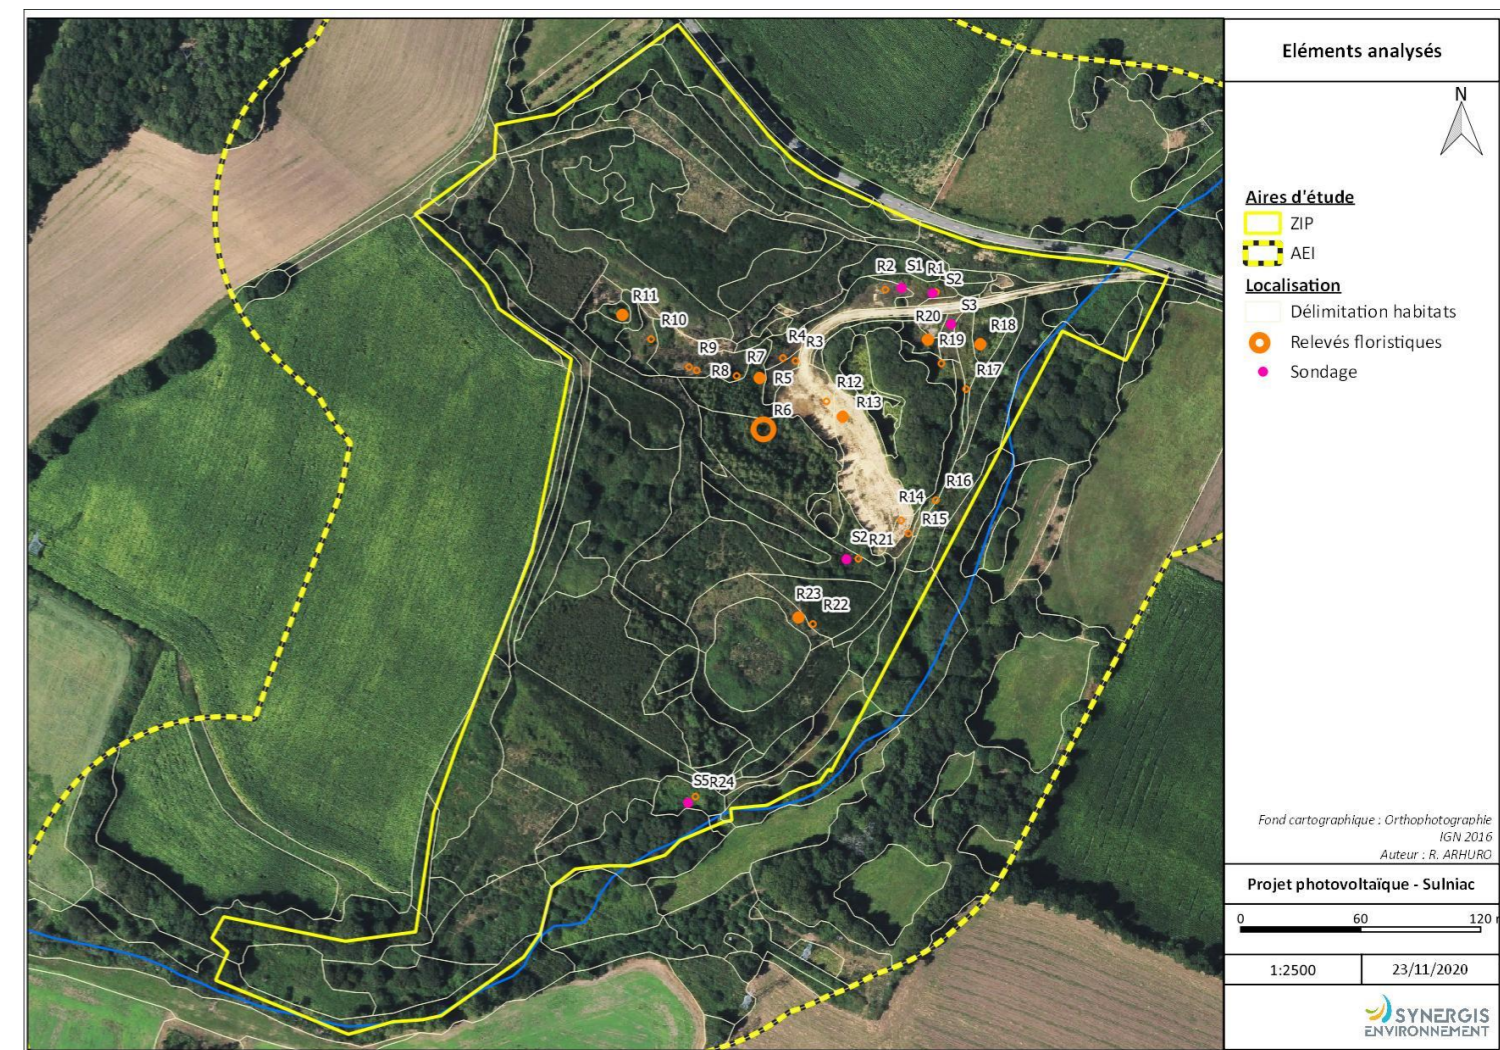 Eléments analysés
N
Aires d'étude
ZIP
AEI
Localisation
Délimitation habitats
Relevés floristiques
Sondage
Fond cartographique : Orthophotographie
IGN 2016
Auteur : R. ARHURO
Projet photovoltaïque - Sulniac
0 60 120 m
1:2500 23/11/2020
SYNERGIS
ENVIRONNEMENT
R2 S1 R1
S2
S3
R11
R20 R18
R10
R4 R3
R19
R9
R7
R8 R5
R17
R12
R6 R13
R16
R14
R15
S2 R21
R23
R22
S5 R24